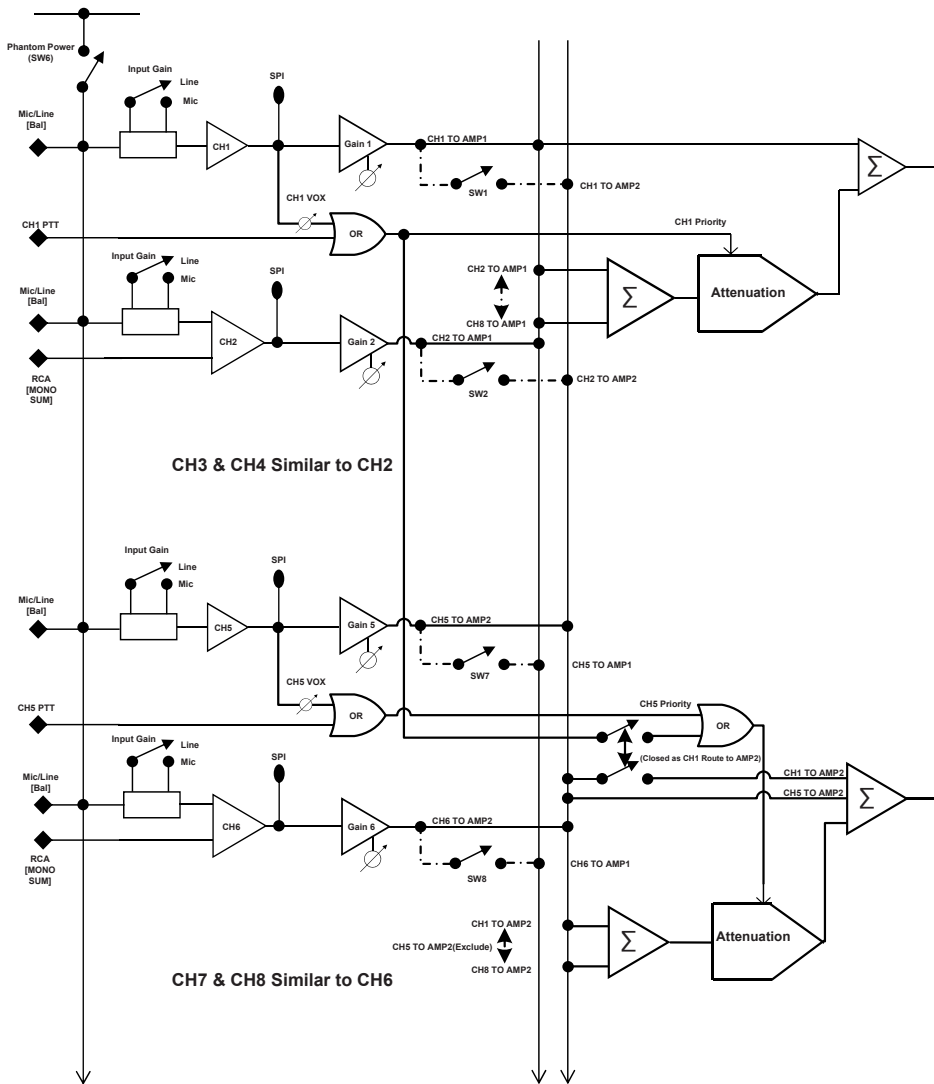 Phantom Power
(SW6)
Input Gain
Line
Mic
SPI
Mic/Line
[Bal]
CH1
Gain 1
CH1 TO AMP1
SW1
CH1 TO AMP2
Σ
CH1 VOX
CH1 PTT
OR
CH1 Priority
Input Gain
Line
Mic
SPI
Mic/Line
[Bal]
CH2
Gain 2
CH2 TO AMP1
CH8 TO AMP1
Σ
Attenuation
CH2 TO AMP1
RCA
[MONO
SUM]
SW2
CH2 TO AMP2
CH3 & CH4 Similar to CH2
Input Gain
Line
Mic
SPI
Mic/Line
[Bal]
CH5
Gain 5
CH5 TO AMP2
SW7
CH5 TO AMP1
CH5 VOX
CH5 PTT
OR
CH5 Priority
OR
(Closed as CH1 Route to AMP2)
Input Gain
Line
Mic
SPI
Mic/Line
[Bal]
CH6
Gain 6
CH6 TO AMP2
CH1 TO AMP2
CH5 TO AMP2
Σ
RCA
[MONO
SUM]
SW8
CH6 TO AMP1
CH1 TO AMP2
CH5 TO AMP2(Exclude)
CH8 TO AMP2
Σ
Attenuation
CH7 & CH8 Similar to CH6